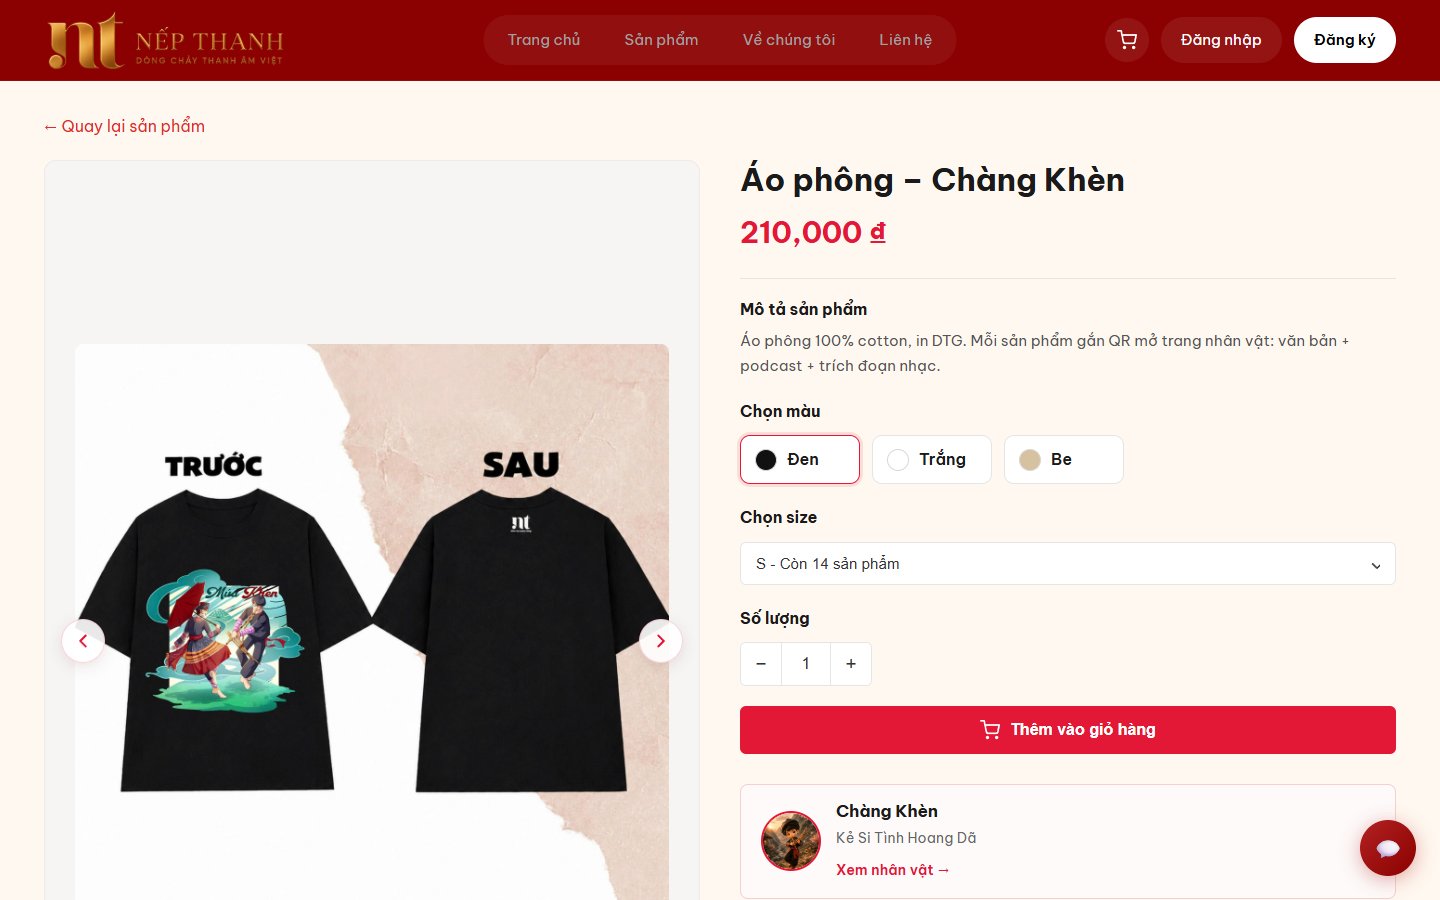 nt
NẾP THANH
DÒNG CHẢY THANH ÂM VIỆT
Trang chủ
Sản phẩm
Về chúng tôi
Liên hệ
Đăng nhập
Đăng ký
← Quay lại sản phẩm
TRƯỚC
SAU
nt
Múa Khèn
Áo phông – Chàng Khèn
210,000 ₫
Mô tả sản phẩm
Áo phông 100% cotton, in DTG. Mỗi sản phẩm gắn QR mở trang nhân vật: văn bản +
podcast + trích đoạn nhạc.
Chọn màu
Đen
Trắng
Be
Chọn size
S - Còn 14 sản phẩm
Số lượng
− 1 +
Thêm vào giỏ hàng
Chàng Khèn
Kẻ Si Tình Hoang Dã
Xem nhân vật →